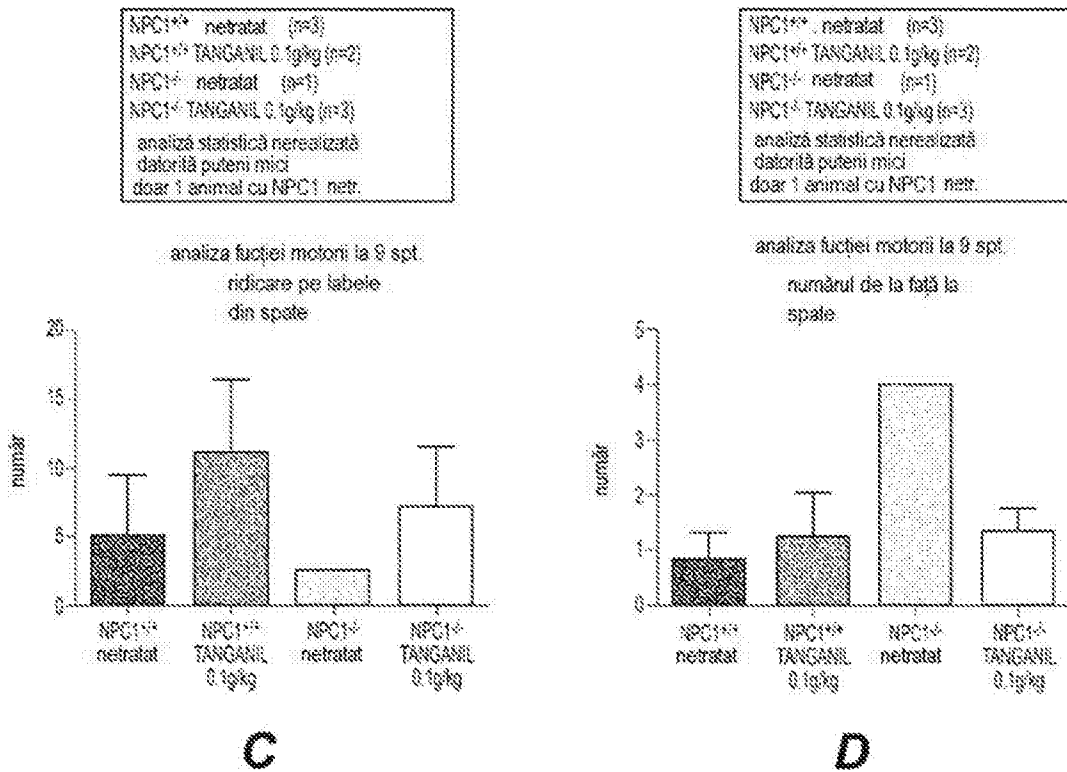 NPC1+/+ netratat (n=3)
NPC1+/+ TANGANIL 0.1g/kg (n=2)
NPC1-/- netratat (n=1)
NPC1-/- TANGANIL 0.1g/kg (n=3)
analiză statistică nerealizată
datorită puterii mici
doar 1 animal cu NPC1 netr.
analiza fucției motorii la 9 spt.
ridicare pe labele
din spate
număr
20
15
10
5
0
NPC1+/+
netratat
NPC1+/+
TANGANIL
0.1g/kg
NPC1-/-
netratat
NPC1-/-
TANGANIL
0.1g/kg
C
NPC1+/+ netratat (n=3)
NPC1+/+ TANGANIL 0.1g/kg (n=2)
NPC1-/- netratat (n=1)
NPC1-/- TANGANIL 0.1g/kg (n=3)
analiză statistică nerealizată
datorită puterii mici
doar 1 animal cu NPC1 netr.
analiza fucției motorii la 9 spt.
numărul de la față la
spate
număr
5
4
3
2
1
0
NPC1+/+
netratat
NPC1+/+
TANGANIL
0.1g/kg
NPC1-/-
netratat
NPC1-/-
TANGANIL
0.1g/kg
D